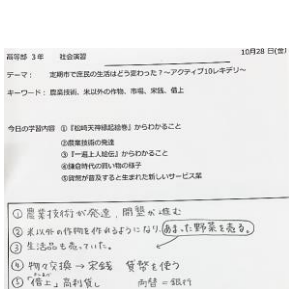 高等部 3年 社会演習 10月28日(金)
テーマ: 定期市で庶民の生活はどう変わった?~アクティブ10レキデリ~
キーワード:農業技術、米以外の作物、市場、宋銭、借上
今日の学習内容 ①『松崎天神縁起絵巻』からわかること
②農業技術の発達
③『一遍上人絵伝』からわかること
④鎌倉時代の買い物の様子
⑤貨幣が普及すると生まれた新しいサービス業
①農業技術が発達、開墾が進む
②米以外の作物を作れるようになり、あまった野菜を売る。
③生活品も売っていた。
④物々交換→宋銭 貨幣を使う
⑤「借上」高利貸し 両替=銀行